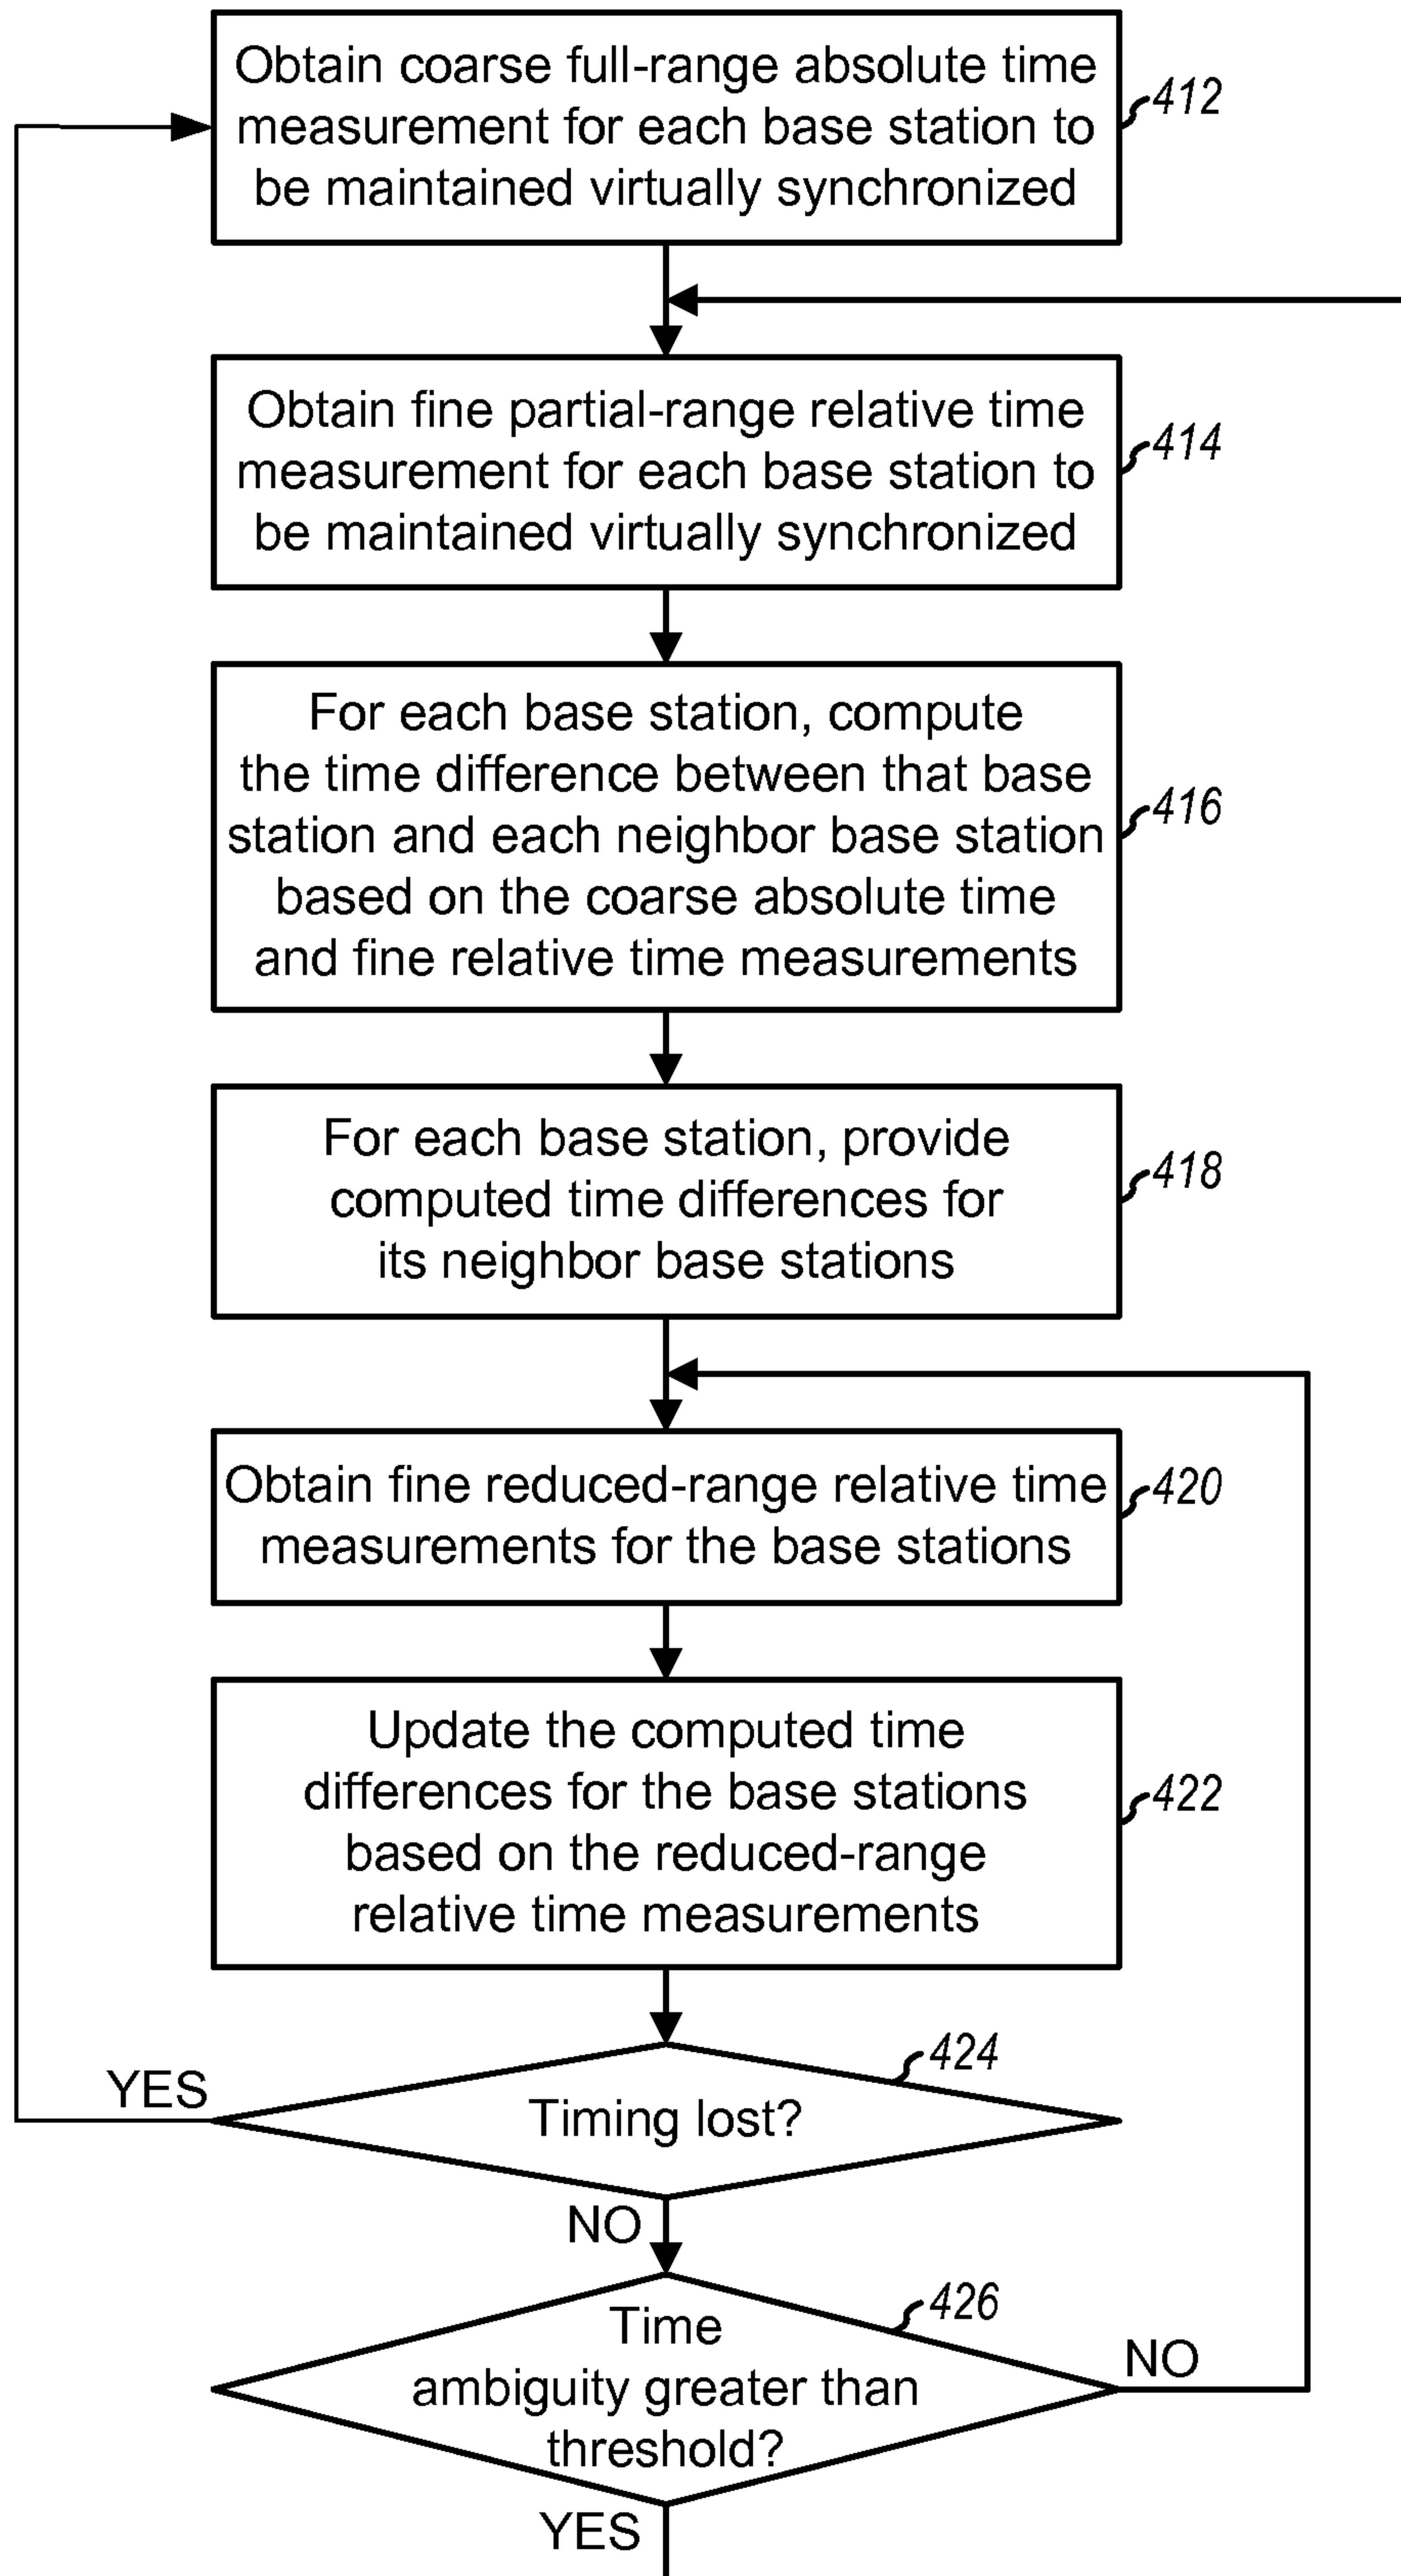 Obtain coarse full-range absolute time
measurement for each base station to
be maintained virtually synchronized
412
Obtain fine partial-range relative time
measurement for each base station to
be maintained virtually synchronized
414
For each base station, compute
the time difference between that base
station and each neighbor base station
based on the coarse absolute time
and fine relative time measurements
416
For each base station, provide
computed time differences for
its neighbor base stations
418
Obtain fine reduced-range relative time
measurements for the base stations
420
Update the computed time
differences for the base stations
based on the reduced-range
relative time measurements
422
424
YES
Timing lost?
NO
426
Time
ambiguity greater than
threshold?
NO
YES